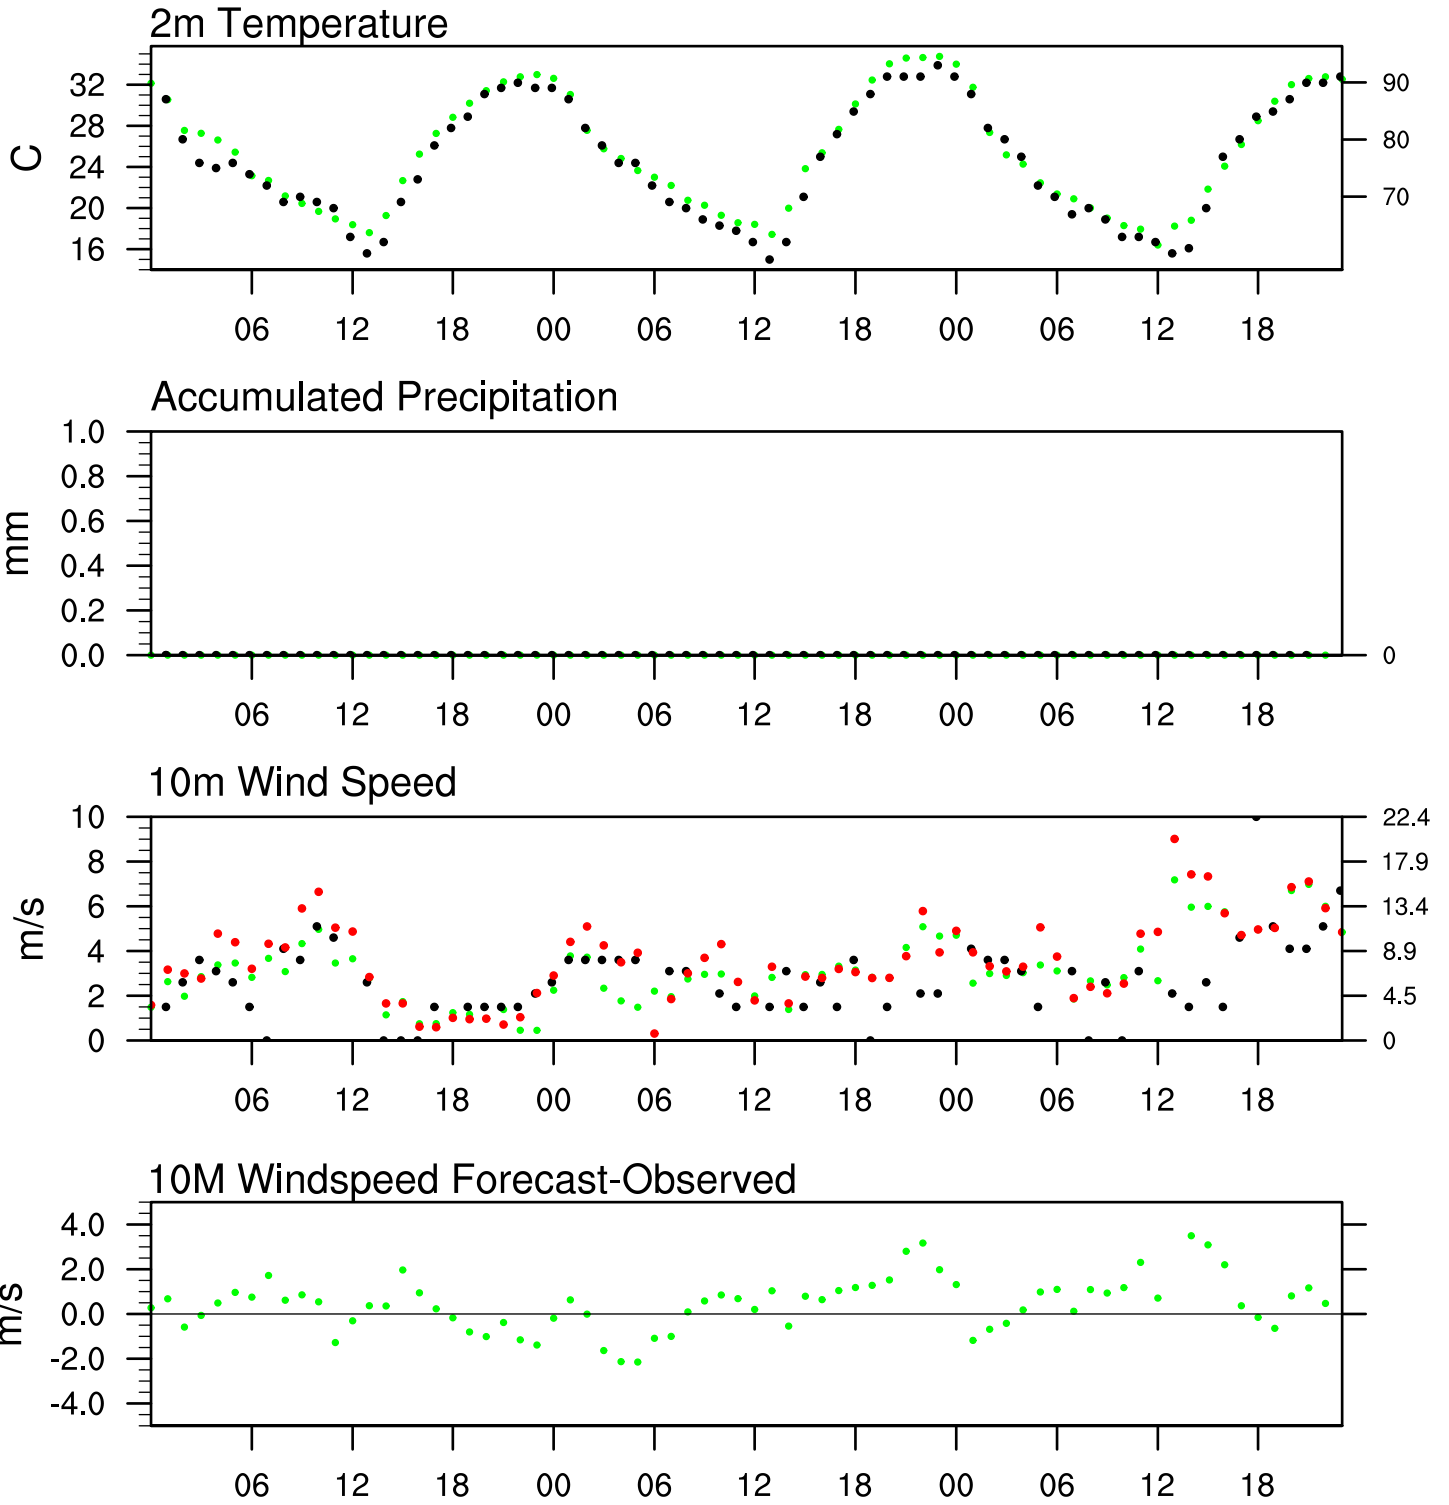 2m Temperature
C
32
28
24
20
16
90
80
70
06 12 18 00 06 12 18 00 06 12 18
Accumulated Precipitation
mm
1.0
0.8
0.6
0.4
0.2
0.0
0
06 12 18 00 06 12 18 00 06 12 18
10m Wind Speed
m/s
10
8
6
4
2
0
22.4
17.9
13.4
8.9
4.5
0
06 12 18 00 06 12 18 00 06 12 18
10M Windspeed Forecast-Observed
m/s
4.0
2.0
0.0
-2.0
-4.0
06 12 18 00 06 12 18 00 06 12 18